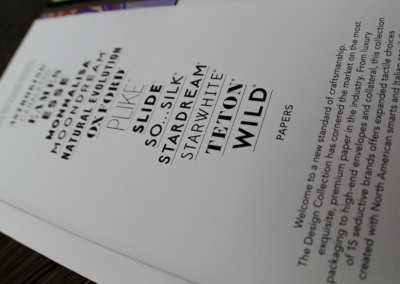 EAMES
ESSE
MOHAWK
MOONDREAM
NATURAL EVOLUTION
OXFORD
PLIKE
SLIDE
SO...SILK
STARDREAM
STARWHITE
TETON
WILD
PAPERS
Welcome to a new standard of craftsmanship.
The Design Collection has cornered the market on the most
exquisite, premium paper in the industry. From luxury
packaging to high-end envelopes and collateral, this collection
of 15 seductive brands offers expanded tactile choices
created with North American smarts and Italian